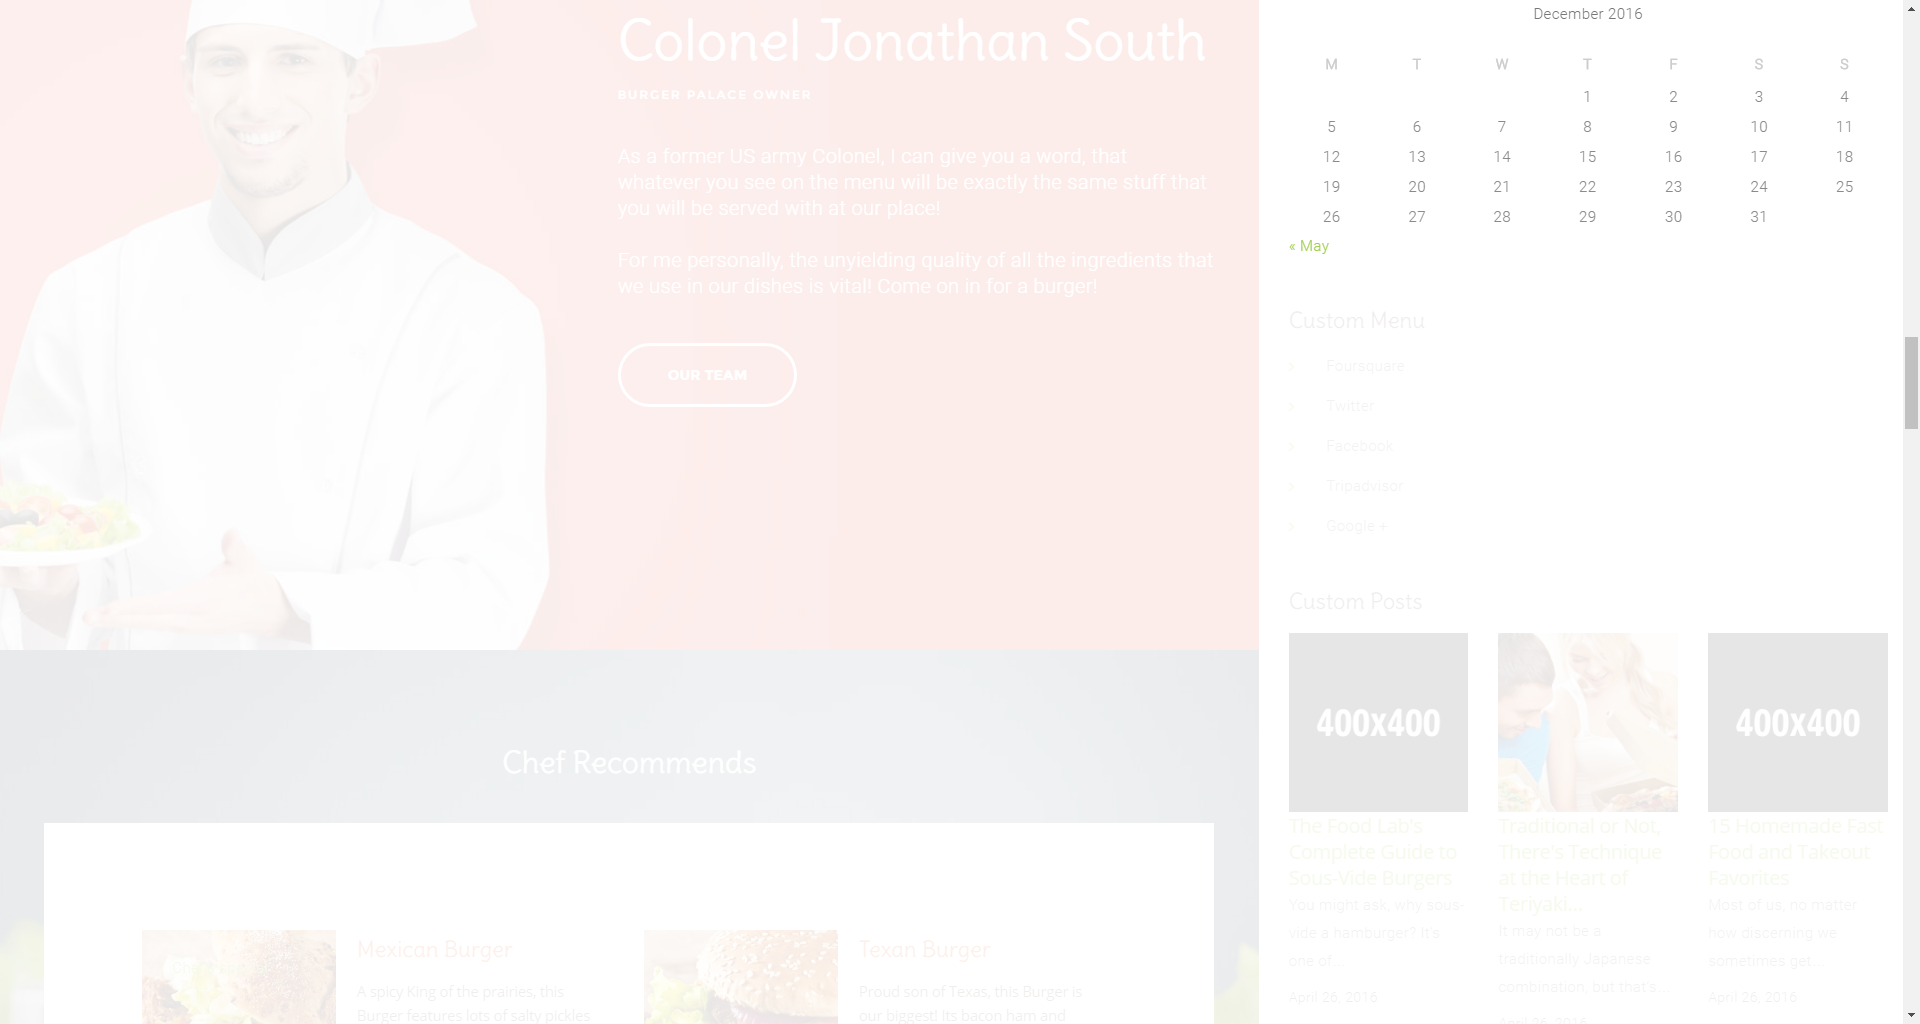 Colonel Jonathan South
BURGER PALACE OWNER
As a former US army Colonel, I can give you a word, that
whatever you see on the menu will be exactly the same stuff that
you will be served with at our place!
For me personally, the unyielding quality of all the ingredients that
we use in our dishes is vital! Come on in for a burger!
OUR TEAM
Chef Recommends
Mexican Burger
A spicy King of the prairies, this
Burger features lots of salty pickles
Texan Burger
Proud son of Texas, this Burger is
our biggest! Its bacon ham and
December 2016
M T W T F S S
1 2 3 4
5 6 7 8 9 10 11
12 13 14 15 16 17 18
19 20 21 22 23 24 25
26 27 28 29 30 31
« May
Custom Menu
Foursquare
Twitter
Facebook
Tripadvisor
Google +
Custom Posts
400x400
The Food Lab's
Complete Guide to
Sous-Vide Burgers
You might ask, why sous-
vide a hamburger? It's
one of...
April 26, 2016
Traditional or Not,
There's Technique
at the Heart of
Teriyaki...
It may not be a
traditionally Japanese
combination, but that's...
April 26, 2016
400x400
15 Homemade Fast
Food and Takeout
Favorites
Most of us, no matter
how discerning we
sometimes get...
April 26, 2016